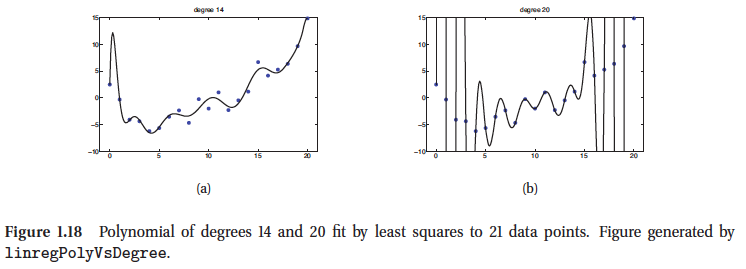 degree 14
degree 20
15
10
5
0
−5
−10
0 5 10 15 20
15
10
5
0
−5
−10
0 5 10 15 20
(a)
(b)
Figure 1.18 Polynomial of degrees 14 and 20 fit by least squares to 21 data points. Figure generated by
linregPolyVsDegree.